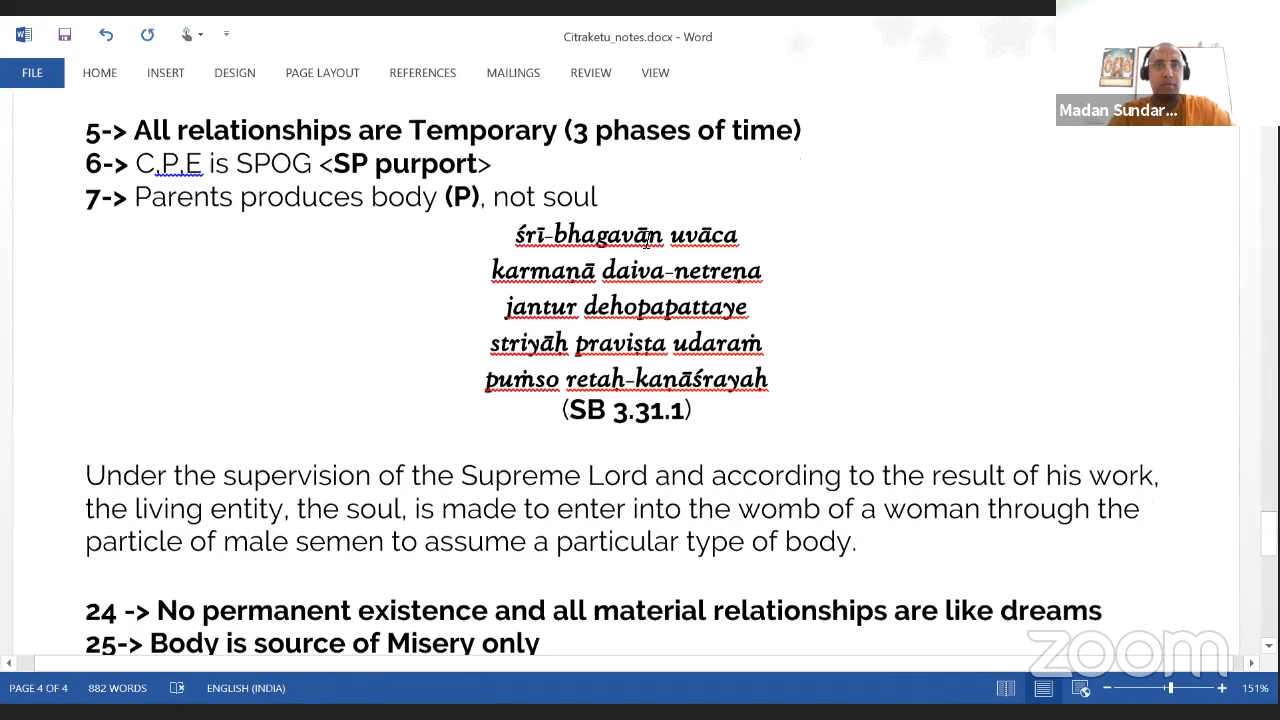 Citraketu_notes.docx - Word
FILE
HOME
INSERT
DESIGN
PAGE LAYOUT
REFERENCES
MAILINGS
REVIEW
VIEW
Madan Sundar...
5-> All relationships are Temporary (3 phases of time)
6-> C,P,E is SPOG <SP purport>
7-> Parents produces body (P), not soul
śrī-bhagavān uvāca
karmaṇā daiva-netreṇa
jantur dehopapattaye
striyāḥ praviṣṭa udaraṁ
puṁso retaḥ-kaṇāśrayaḥ
(SB 3.31.1)
Under the supervision of the Supreme Lord and according to the result of his work,
the living entity, the soul, is made to enter into the womb of a woman through the
particle of male semen to assume a particular type of body.
24 -> No permanent existence and all material relationships are like dreams
25-> Body is source of Misery only
zoom
PAGE 4 OF 4
882 WORDS
ENGLISH (INDIA)
151%